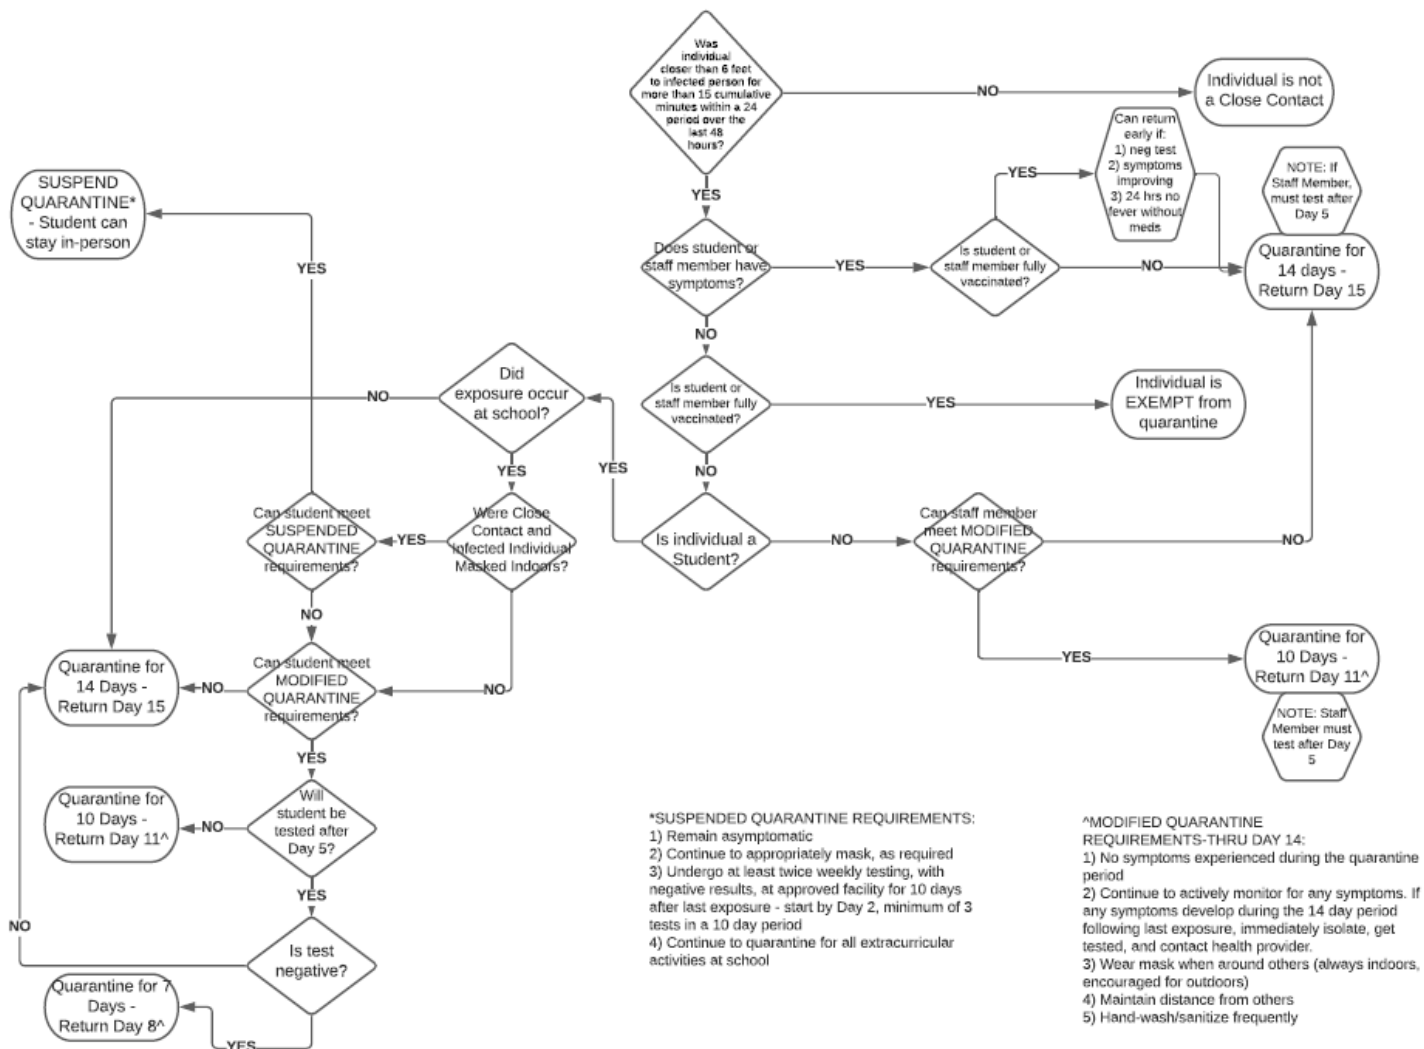 Was
individual
closer than 6 feet
to infected person for
more than 15 cumulative
minutes within a 24
period over the
last 48
hours?
NO
Individual is not
a Close Contact
YES
Can return
early if:
1) neg test
2) symptoms
improving
3) 24 hrs no
fever without
meds
NOTE: If
Staff Member,
must test after
Day 5
SUSPEND
QUARANTINE*
- Student can
stay in-person
YES
Does student or
staff member have
symptoms?
YES
Is student or
staff member fully
vaccinated?
YES
NO
Quarantine for
14 days -
Return Day 15
NO
Did
exposure occur
at school?
NO
Is student or
staff member fully
vaccinated?
YES
Individual is
EXEMPT from
quarantine
YES
YES
NO
Can student meet
SUSPENDED
QUARANTINE
requirements?
YES
Were Close
Contact and
Infected Individual
Masked Indoors?
Is individual a
Student?
NO
Can staff member
meet MODIFIED
QUARANTINE
requirements?
NO
NO
Quarantine for
14 Days -
Return Day 15
NO
Can student meet
MODIFIED
QUARANTINE
requirements?
NO
YES
Quarantine for
10 Days -
Return Day 11^
NOTE: Staff
Member must
test after Day
5
YES
Quarantine for
10 Days -
Return Day 11^
NO
Will
student be
tested after
Day 5?
YES
NO
Is test
negative?
Quarantine for 7
Days -
Return Day 8^
YES
*SUSPENDED QUARANTINE REQUIREMENTS:
1) Remain asymptomatic
2) Continue to appropriately mask, as required
3) Undergo at least twice weekly testing, with
negative results, at approved facility for 10 days
after last exposure - start by Day 2, minimum of 3
tests in a 10 day period
4) Continue to quarantine for all extracurricular
activities at school
^MODIFIED QUARANTINE
REQUIREMENTS-THRU DAY 14:
1) No symptoms experienced during the quarantine
period
2) Continue to actively monitor for any symptoms. If
any symptoms develop during the 14 day period
following last exposure, immediately isolate, get
tested, and contact health provider.
3) Wear mask when around others (always indoors,
encouraged for outdoors)
4) Maintain distance from others
5) Hand-wash/sanitize frequently